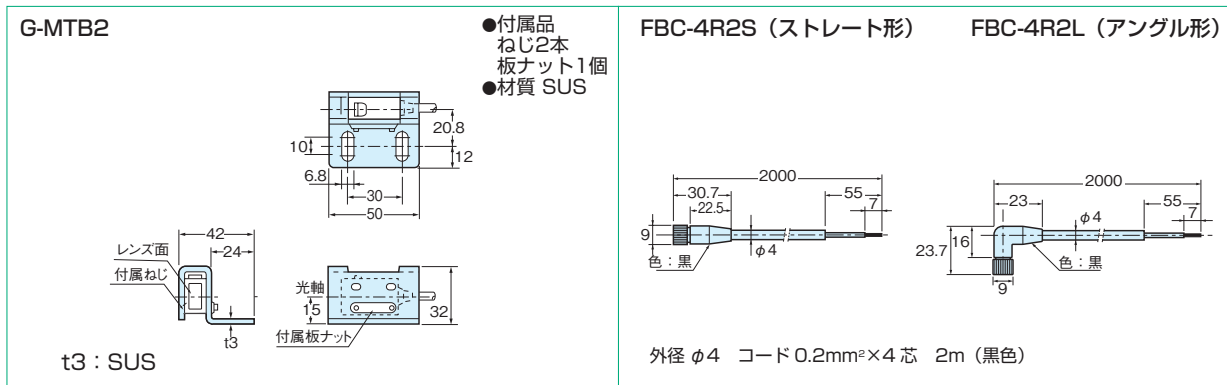 G-MTB2
●付属品
ねじ2本
板ナット1個
●材質 SUS
20.8
10
12
6.8
30
50
42
24
レンズ面
付属ねじ
光軸
15
32
付属板ナット
t3
t3：SUS
FBC-4R2S（ストレート形）
FBC-4R2L（アングル形）
2000
30.7
55
22.5
7
9
φ4
色：黒
2000
23
55
7
φ4
23.7
16
色：黒
9
外径 φ4　コード 0.2mm²×4 芯　2m（黒色）